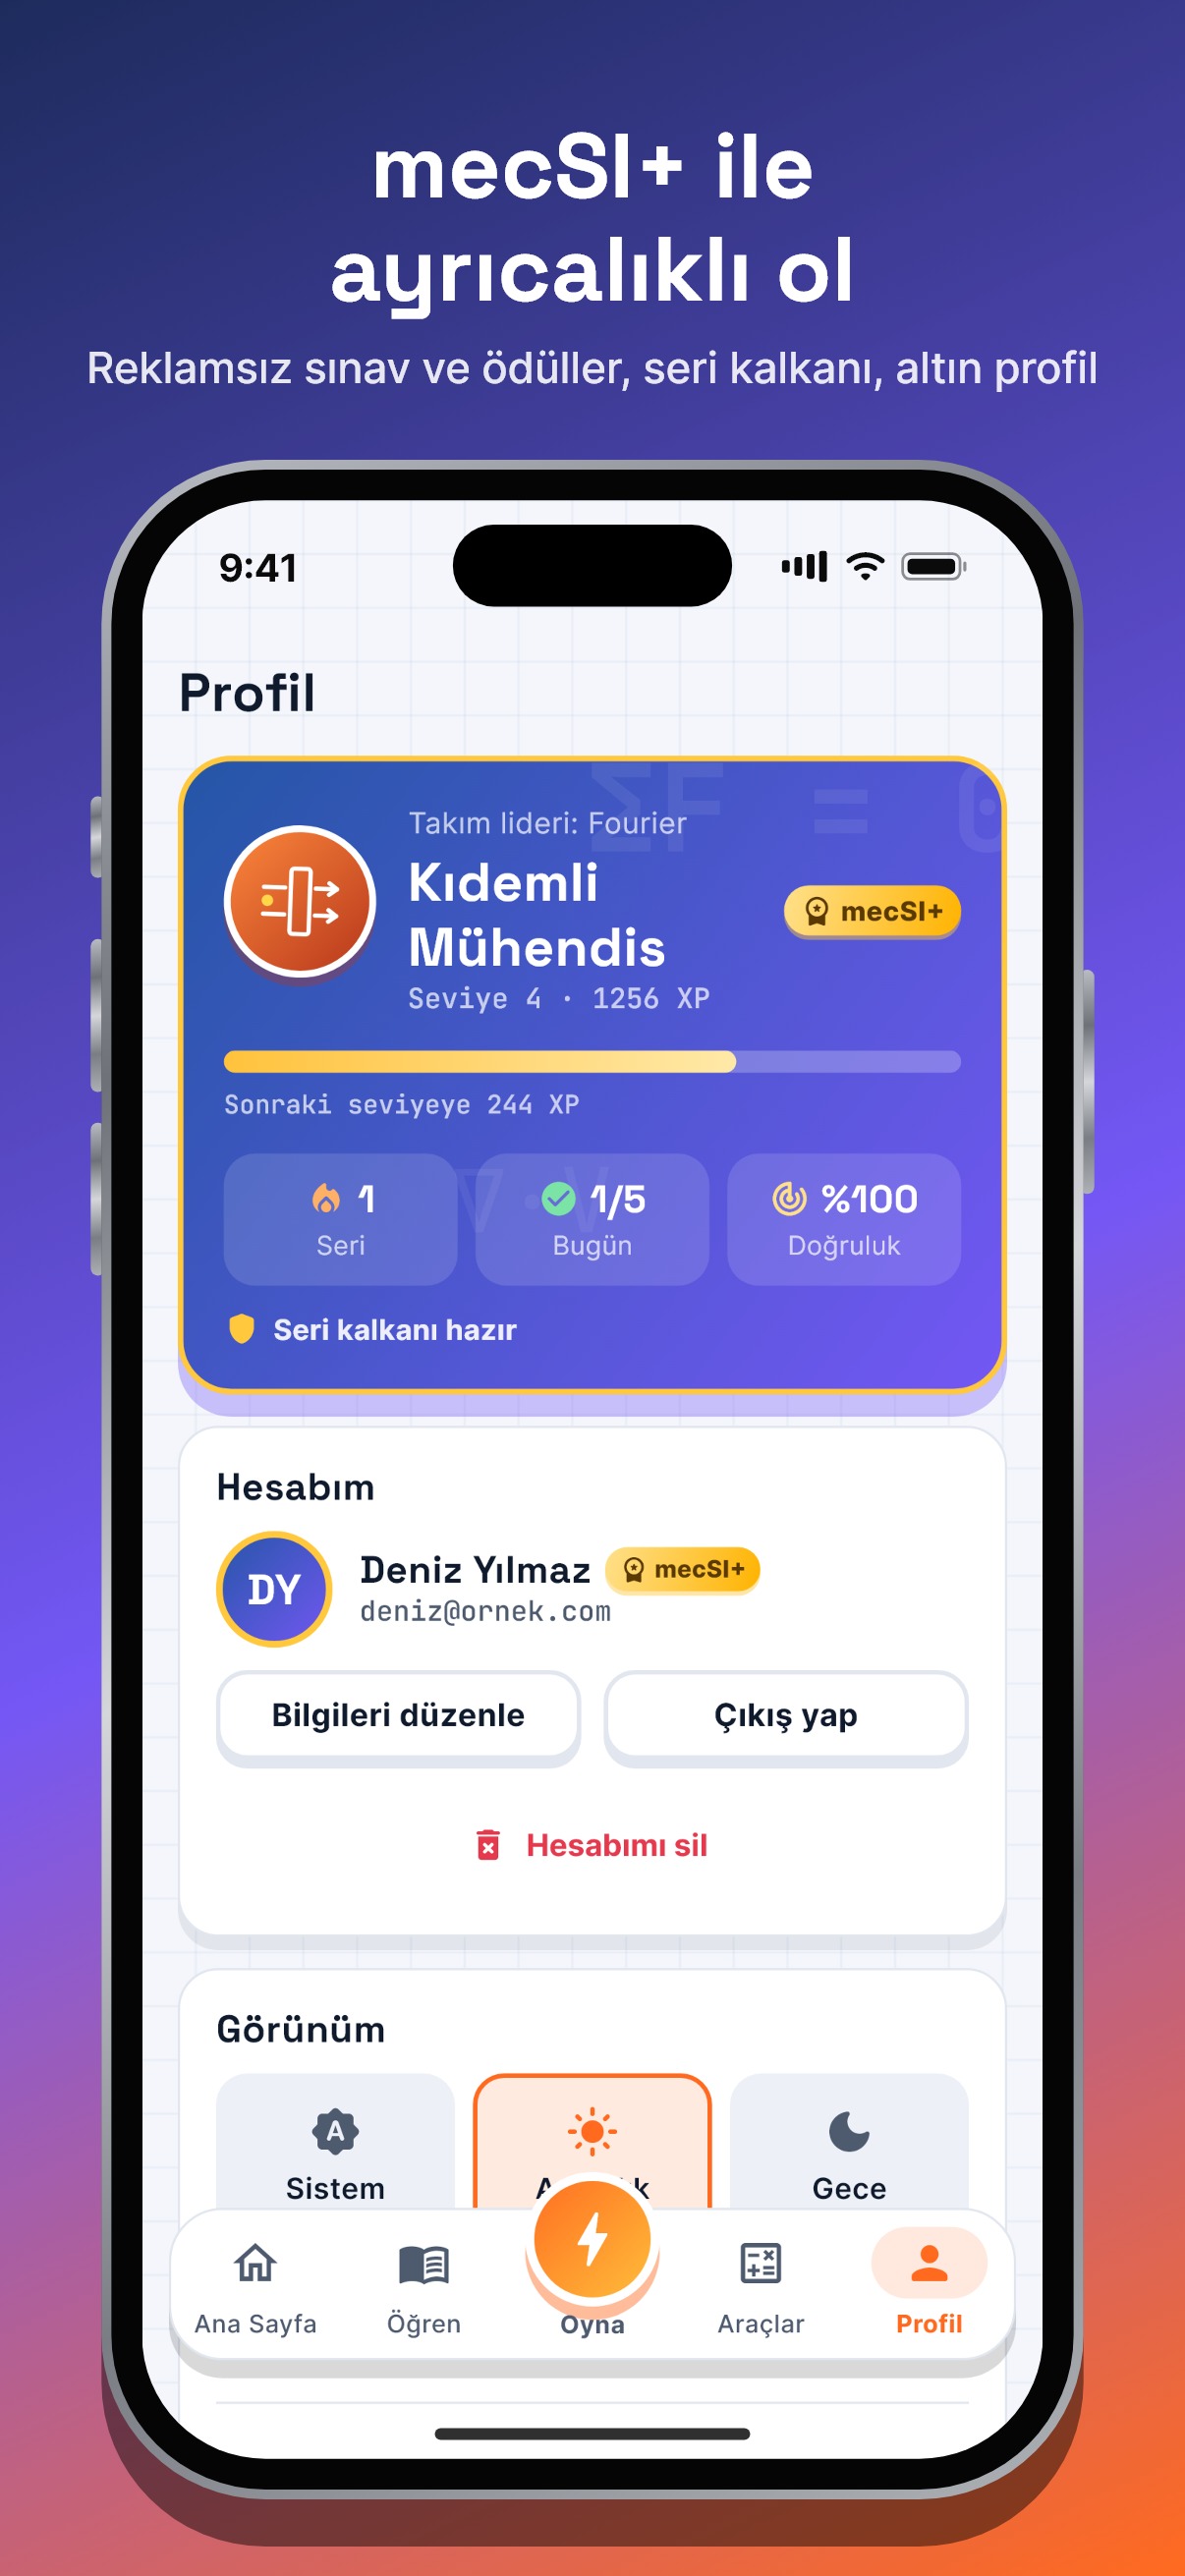 mecSI+ ile
ayrıcalıklı ol
Reklamsız sınav ve ödüller, seri kalkanı, altın profil
9:41
Profil
ΣF = 0
Takım lideri: Fourier
Kıdemli
Mühendis
mecSI+
Seviye 4 · 1256 XP
Sonraki seviyeye 244 XP
∇·V
1
1/5
%100
Seri
Bugün
Doğruluk
Seri kalkanı hazır
Hesabım
DY
Deniz Yılmaz
mecSI+
deniz@ornek.com
Bilgileri düzenle
Çıkış yap
Hesabımı sil
Görünüm
A
Sistem
Gece
Ana Sayfa
Öğren
Oyna
Araçlar
Profil